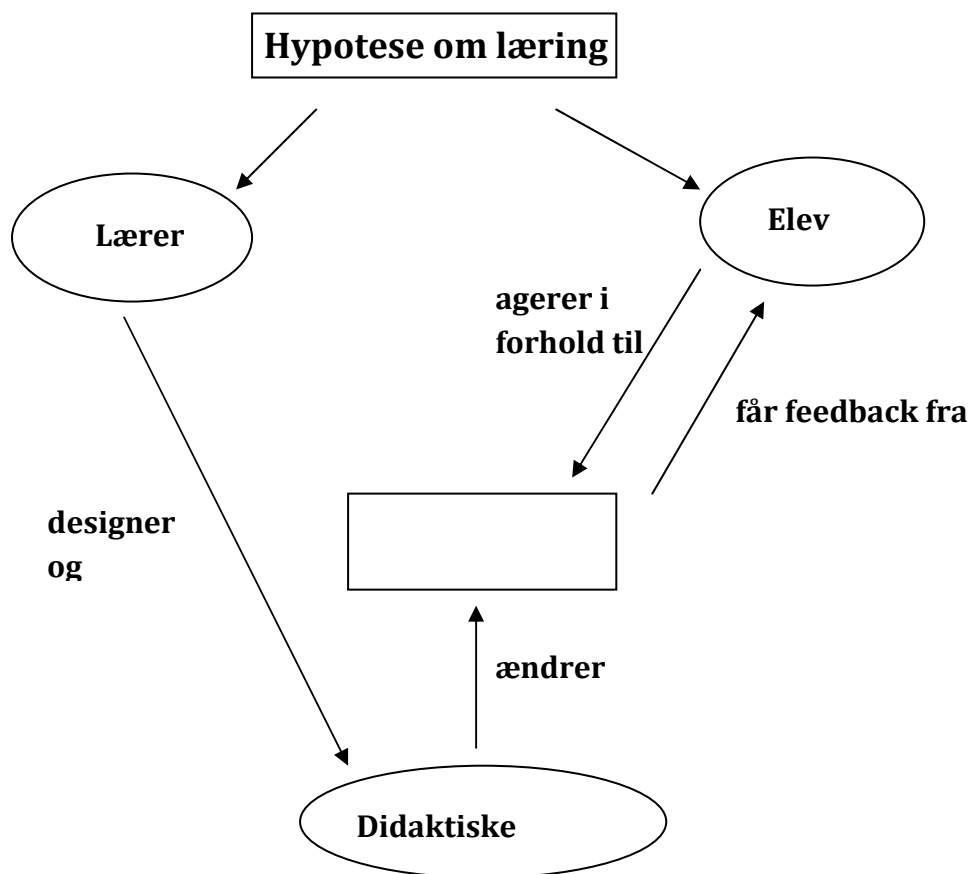 Hypotese om læring
Lærer
Elev
agerer i
forhold til
får feedback fra
designer
og
ændrer
Didaktiske